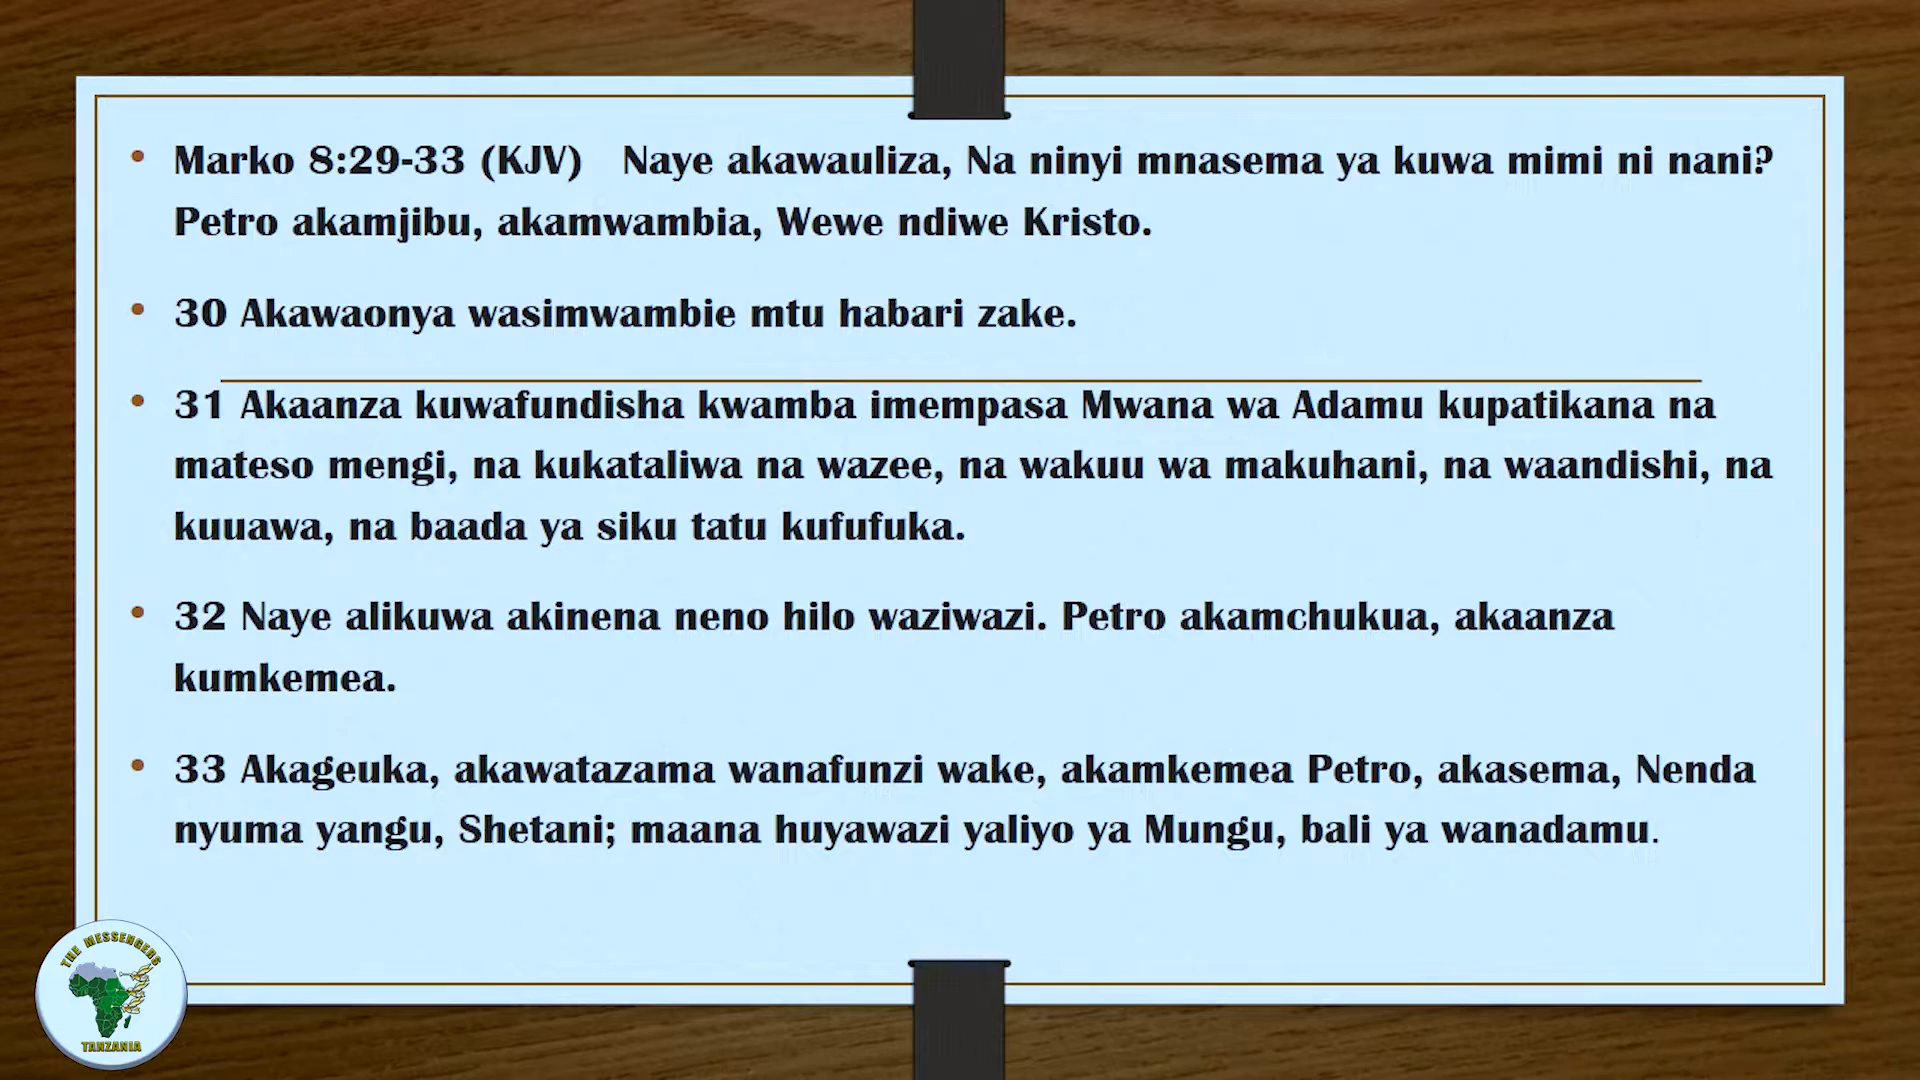 • Marko 8:29-33 (KJV) Naye akawauliza, Na ninyi mnasema ya kuwa mimi ni nani?
Petro akamjibu, akamwambia, Wewe ndiwe Kristo.
• 30 Akawaonya wasimwambie mtu habari zake.
• 31 Akaanza kuwafundisha kwamba imempasa Mwana wa Adamu kupatikana na
mateso mengi, na kukataliwa na wazee, na wakuu wa makuhani, na waandishi, na
kuuawa, na baada ya siku tatu kufufuka.
• 32 Naye alikuwa akinena neno hilo waziwazi. Petro akamchukua, akaanza
kumkemea.
• 33 Akageuka, akawatazama wanafunzi wake, akamkemea Petro, akasema, Nenda
nyuma yangu, Shetani; maana huyawazi yaliyo ya Mungu, bali ya wanadamu.
THE MESSENGERS
TANZANIA